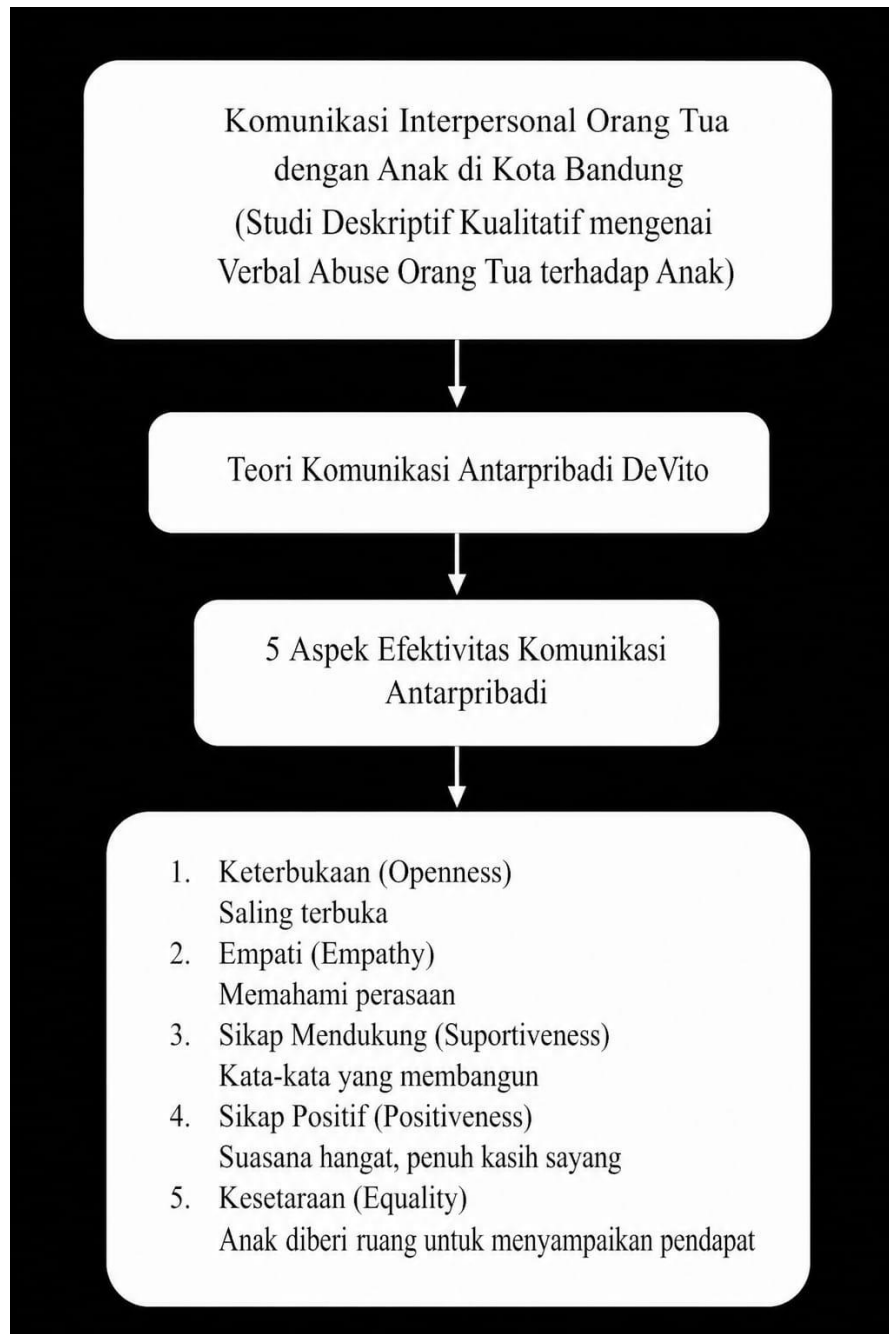 Komunikasi Interpersonal Orang Tua
dengan Anak di Kota Bandung
(Studi Deskriptif Kualitatif mengenai
Verbal Abuse Orang Tua terhadap Anak)
Teori Komunikasi Antarpribadi DeVito
5 Aspek Efektivitas Komunikasi
Antarpribadi
1. Keterbukaan (Openness)
Saling terbuka
2. Empati (Empathy)
Memahami perasaan
3. Sikap Mendukung (Suportiveness)
Kata-kata yang membangun
4. Sikap Positif (Positiveness)
Suasana hangat, penuh kasih sayang
5. Kesetaraan (Equality)
Anak diberi ruang untuk menyampaikan pendapat